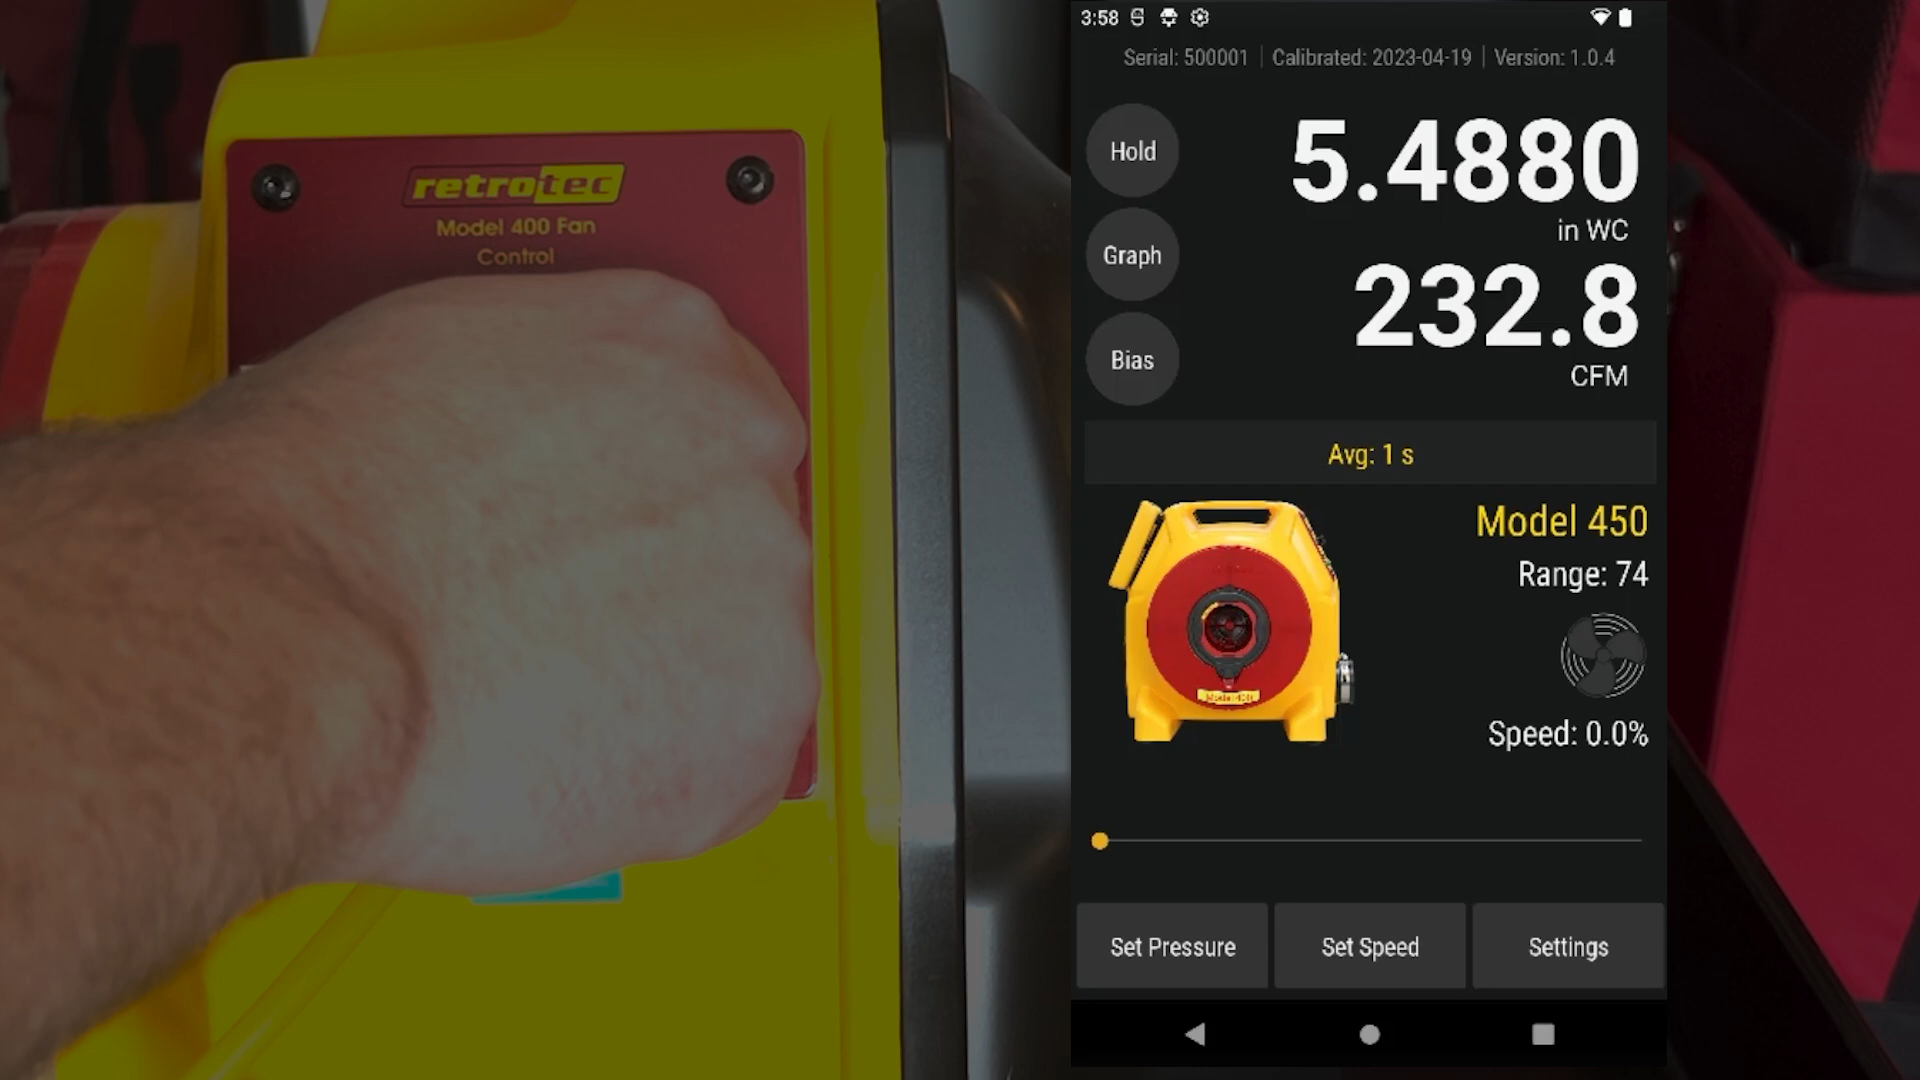 retrotec
Model 400 Fan
Control
3:58
Serial: 500001 | Calibrated: 2023-04-19 | Version: 1.0.4
Hold
5.4880
in WC
Graph
232.8
CFM
Bias
Avg: 1 s
Model 450
Range: 74
Speed: 0.0%
Set Pressure
Set Speed
Settings